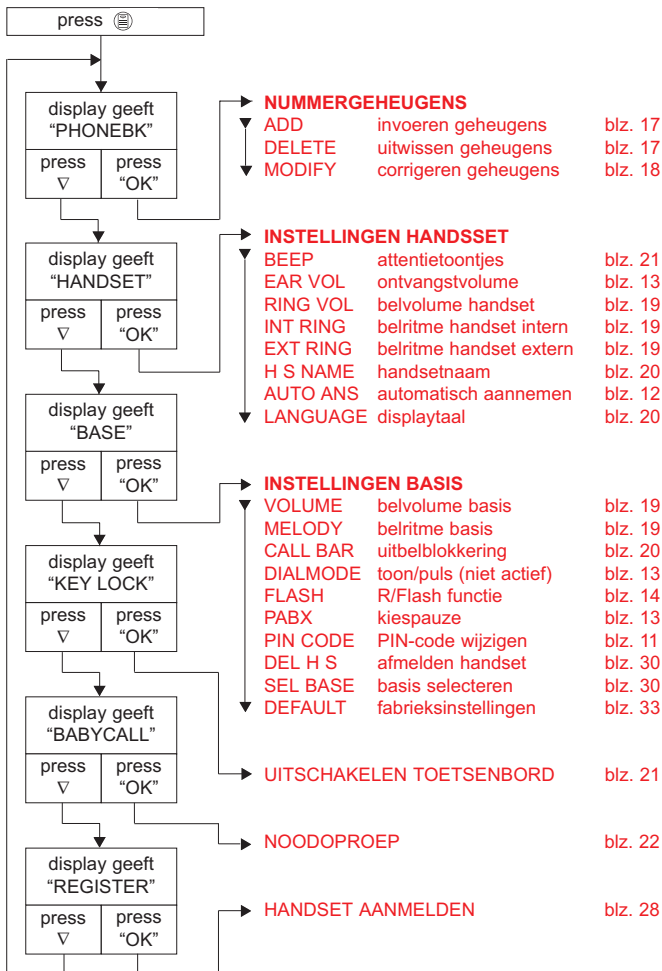 press
display geeft
“PHONEBK”
press
∇
press
“OK”
NUMMERGEHEUGENS
ADD invoeren geheugens blz. 17
DELETE uitwissen geheugens blz. 17
MODIFY corrigeren geheugens blz. 18
display geeft
“HANDSET”
press
∇
press
“OK”
INSTELLINGEN HANDSSET
BEEP attentietoontjes blz. 21
EAR VOL ontvangstvolume blz. 13
RING VOL belvolume handset blz. 19
INT RING belritme handset intern blz. 19
EXT RING belritme handset extern blz. 19
H S NAME handsetnaam blz. 20
AUTO ANS automatisch aannemen blz. 12
LANGUAGE displaytaal blz. 20
display geeft
“BASE”
press
∇
press
“OK”
INSTELLINGEN BASIS
VOLUME belvolume basis blz. 19
MELODY belritme basis blz. 19
CALL BAR uitbelblokkering blz. 20
DIALMODE toon/puls (niet actief) blz. 13
FLASH R/Flash functie blz. 14
PABX kiespauze blz. 13
PIN CODE PIN-code wijzigen blz. 11
DEL H S afmelden handset blz. 30
SEL BASE basis selecteren blz. 30
DEFAULT fabrieksinstellingen blz. 33
display geeft
“KEY LOCK”
press
∇
press
“OK”
UITSCHAKELEN TOETSENBORD blz. 21
display geeft
“BABYCALL”
press
∇
press
“OK”
NOODOPROEP blz. 22
display geeft
“REGISTER”
press
∇
press
“OK”
HANDSET AANMELDEN blz. 28